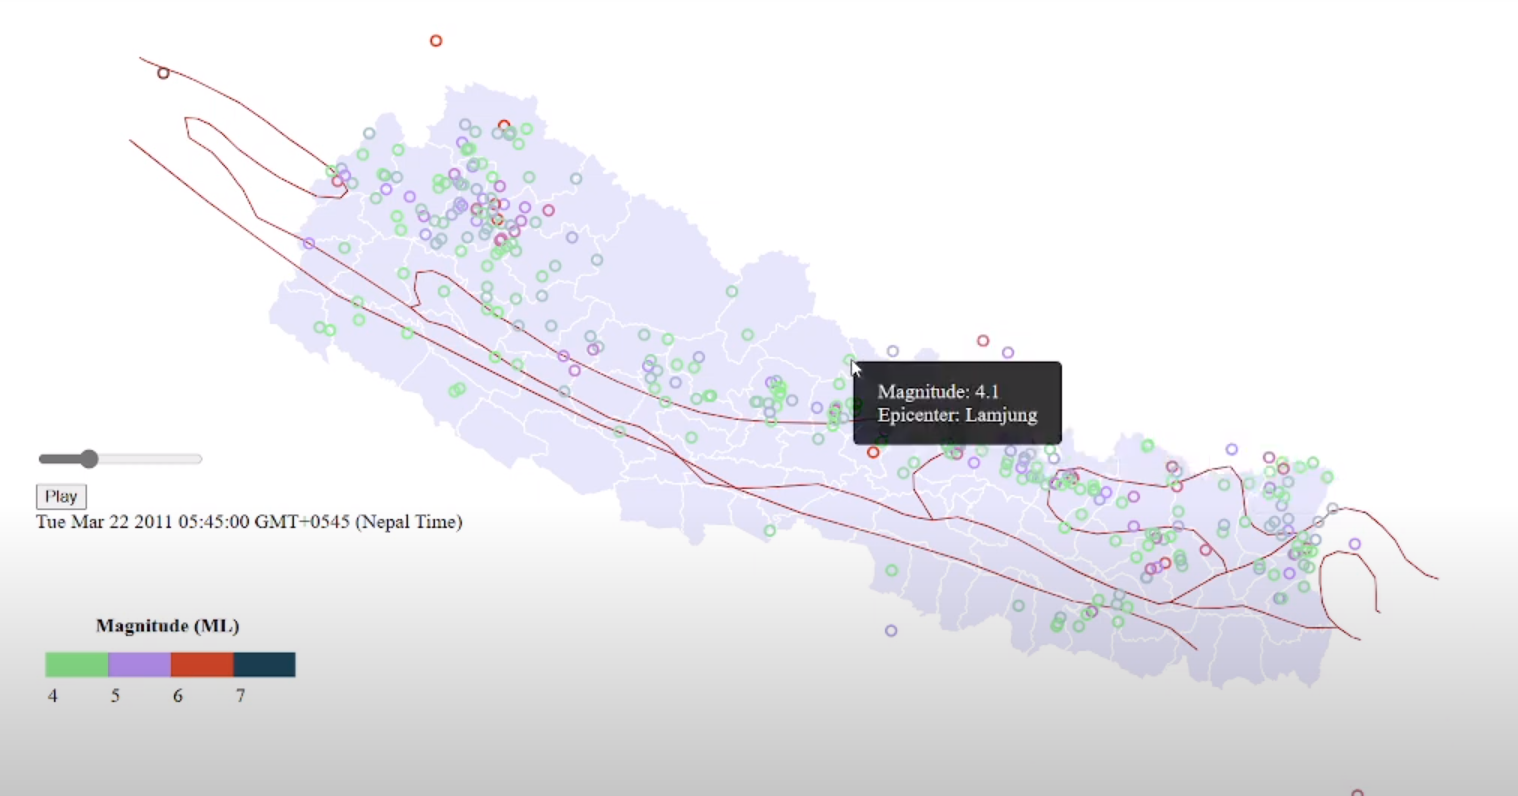 Magnitude: 4.1
Epicenter: Lamjung
Play
Tue Mar 22 2011 05:45:00 GMT+0545 (Nepal Time)
Magnitude (ML)
4 5 6 7